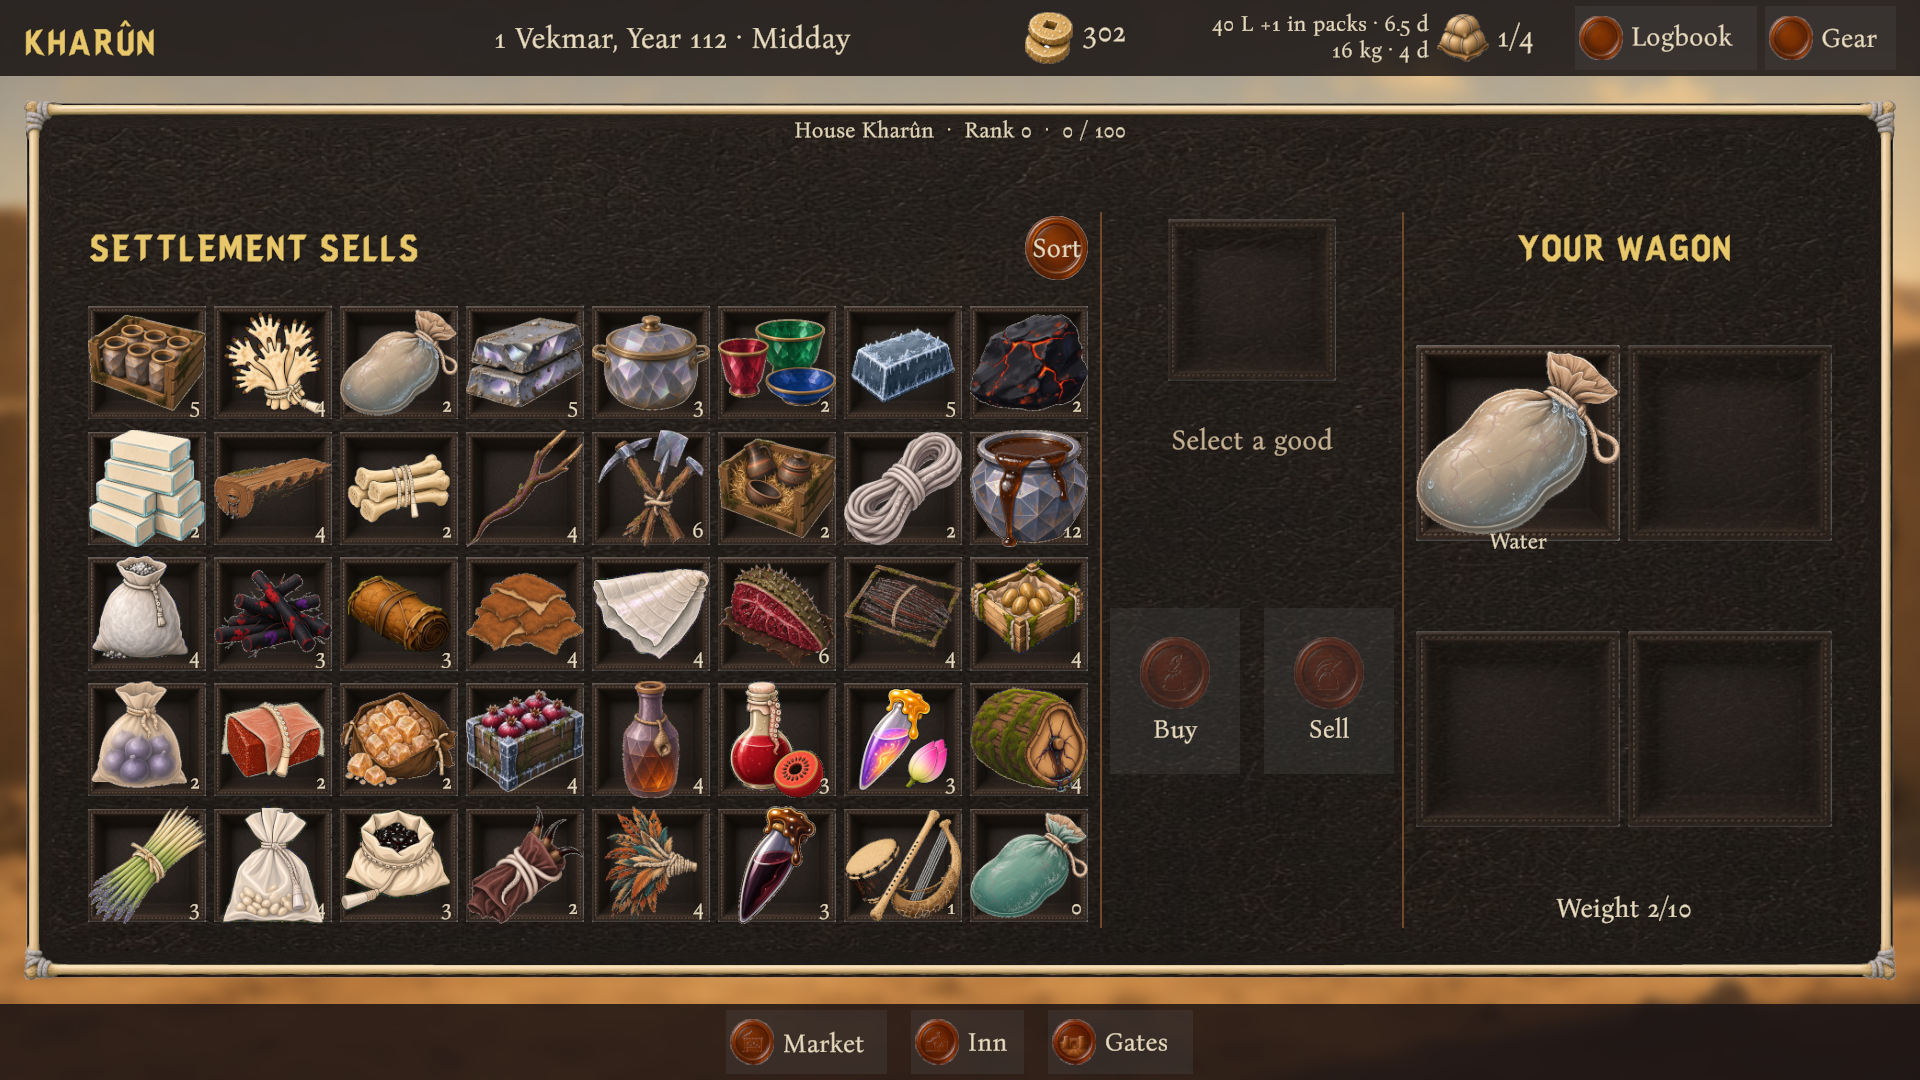 KHARÛN
1 Vekmar, Year 112 · Midday
302
40 L +1 in packs · 6.5 d
16 kg · 4 d
1/4
Logbook
Gear
House Kharûn · Rank 0 · 0 / 100
SETTLEMENT SELLS
Sort
YOUR WAGON
5 4 2 5 3 2 5 2
2 4 2 4 6 2 2 12
4 3 3 4 4 6 4 4
2 2 2 4 4 3 3 4
3 4 3 2 4 3 1 0
Select a good
Buy
Sell
Water
Weight 2/10
Market
Inn
Gates